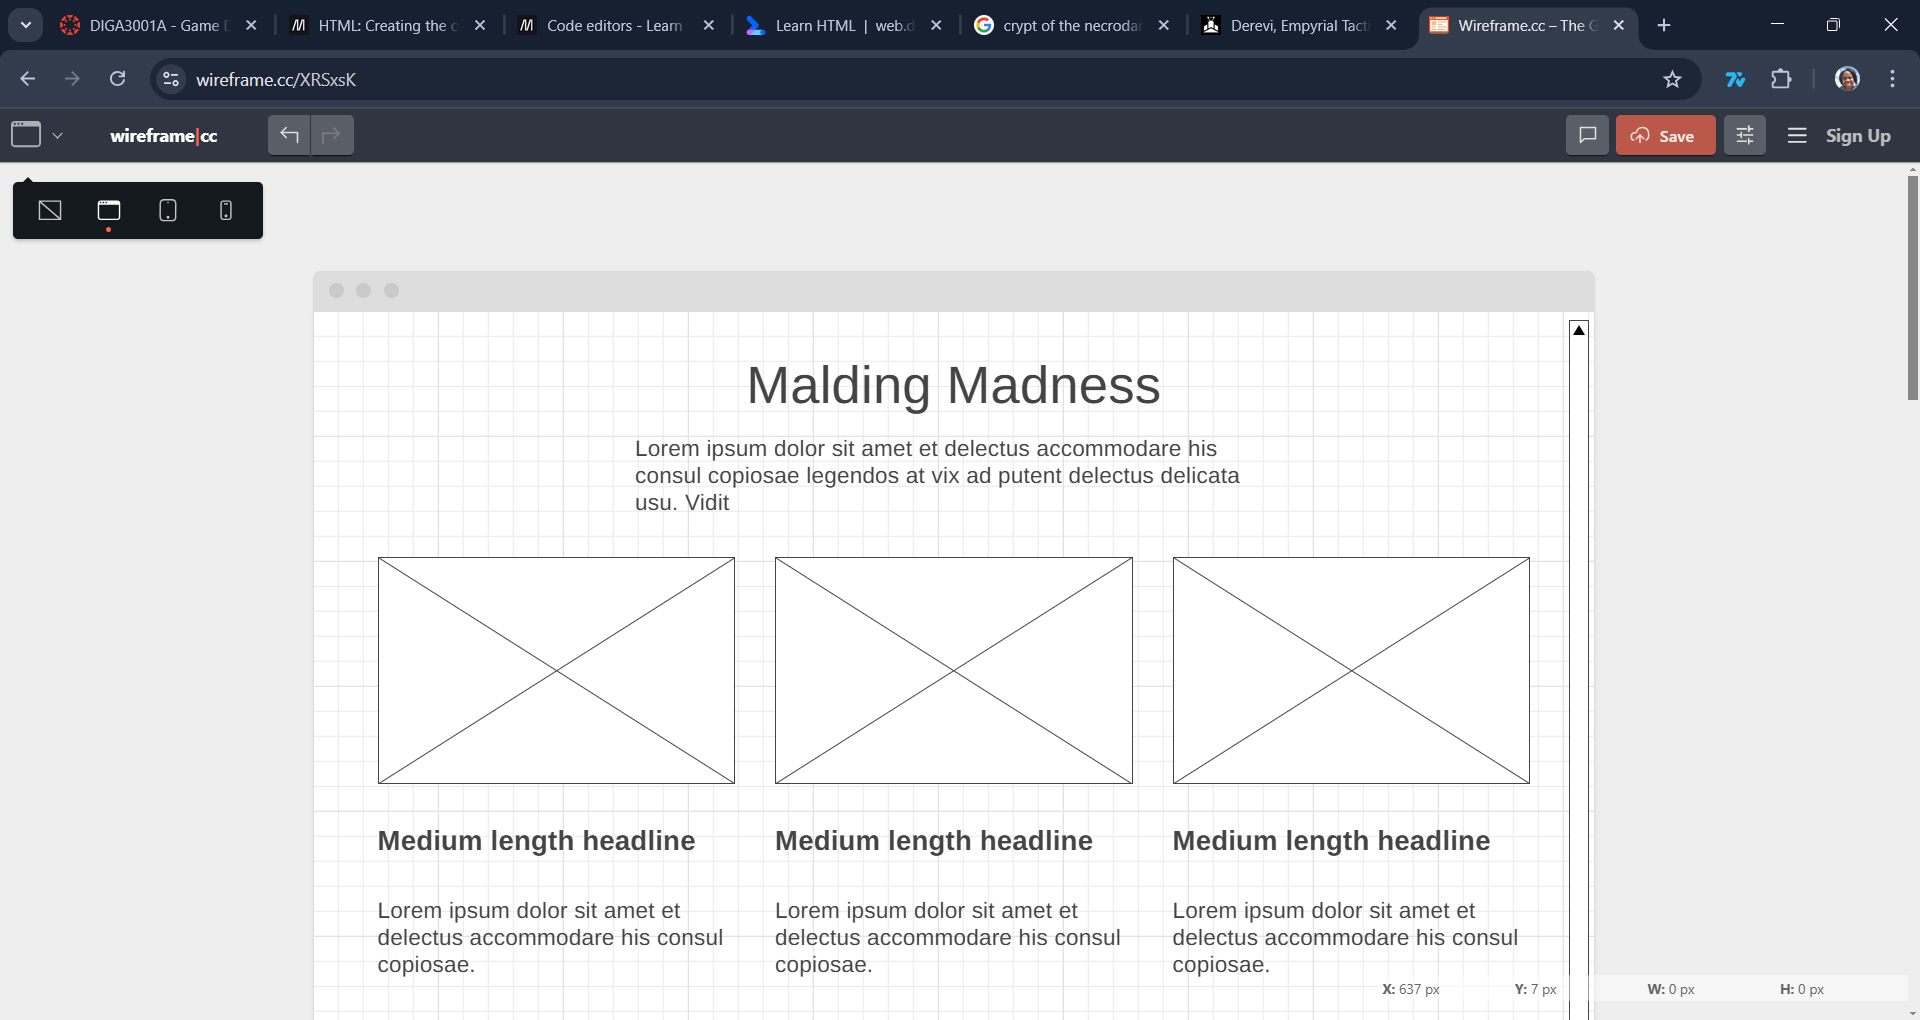 DIGA3001A - Game
HTML: Creating the
Code editors - Learn
Learn HTML | web.d
crypt of the necrodan
Derevi, Empyrial Tact
Wireframe.cc – The
wireframe.cc/XRSxsK
wireframe|cc
Save
Sign Up
Malding Madness
Lorem ipsum dolor sit amet et delectus accommodare his
consul copiosae legendos at vix ad putent delectus delicata
usu. Vidit
Medium length headline
Medium length headline
Medium length headline
Lorem ipsum dolor sit amet et
delectus accommodare his consul
copiosae.
Lorem ipsum dolor sit amet et
delectus accommodare his consul
copiosae.
Lorem ipsum dolor sit amet et
delectus accommodare his consul
copiosae.
X: 637 px Y: 7 px W: 0 px H: 0 px